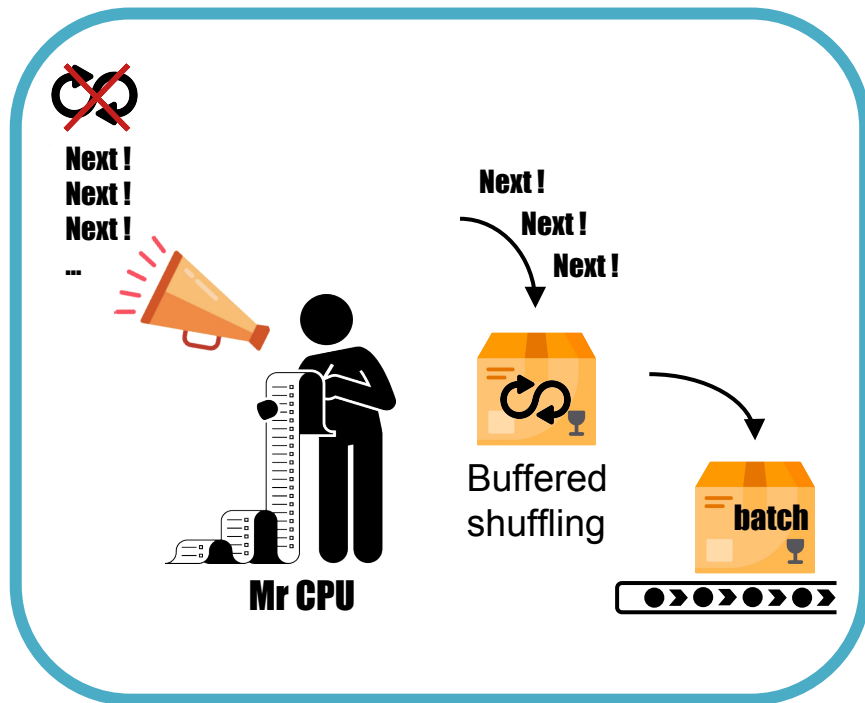 Next !
Next !
Next !
...
Next !
Next !
Next !
Buffered
shuffling
batch
Mr CPU